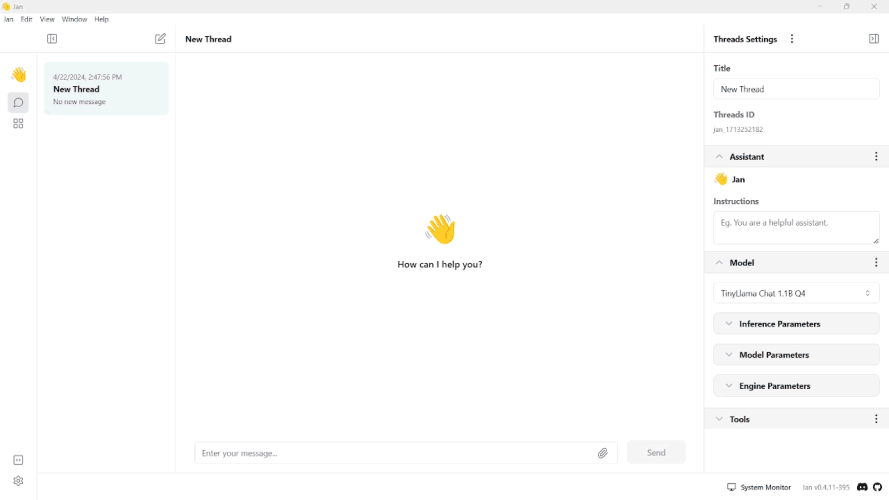 Jan
Jan Edit View Window Help
New Thread
Threads Settings
4/22/2024, 2:47:56 PM
New Thread
No new message
Title
New Thread
Threads ID
jan_1713252182
Assistant
Jan
Instructions
Eg. You are a helpful assistant.
How can I help you?
Model
TinyLlama Chat 1.1B Q4
Inference Parameters
Model Parameters
Engine Parameters
Tools
Enter your message...
Send
System Monitor
Jan v0.4.11-395